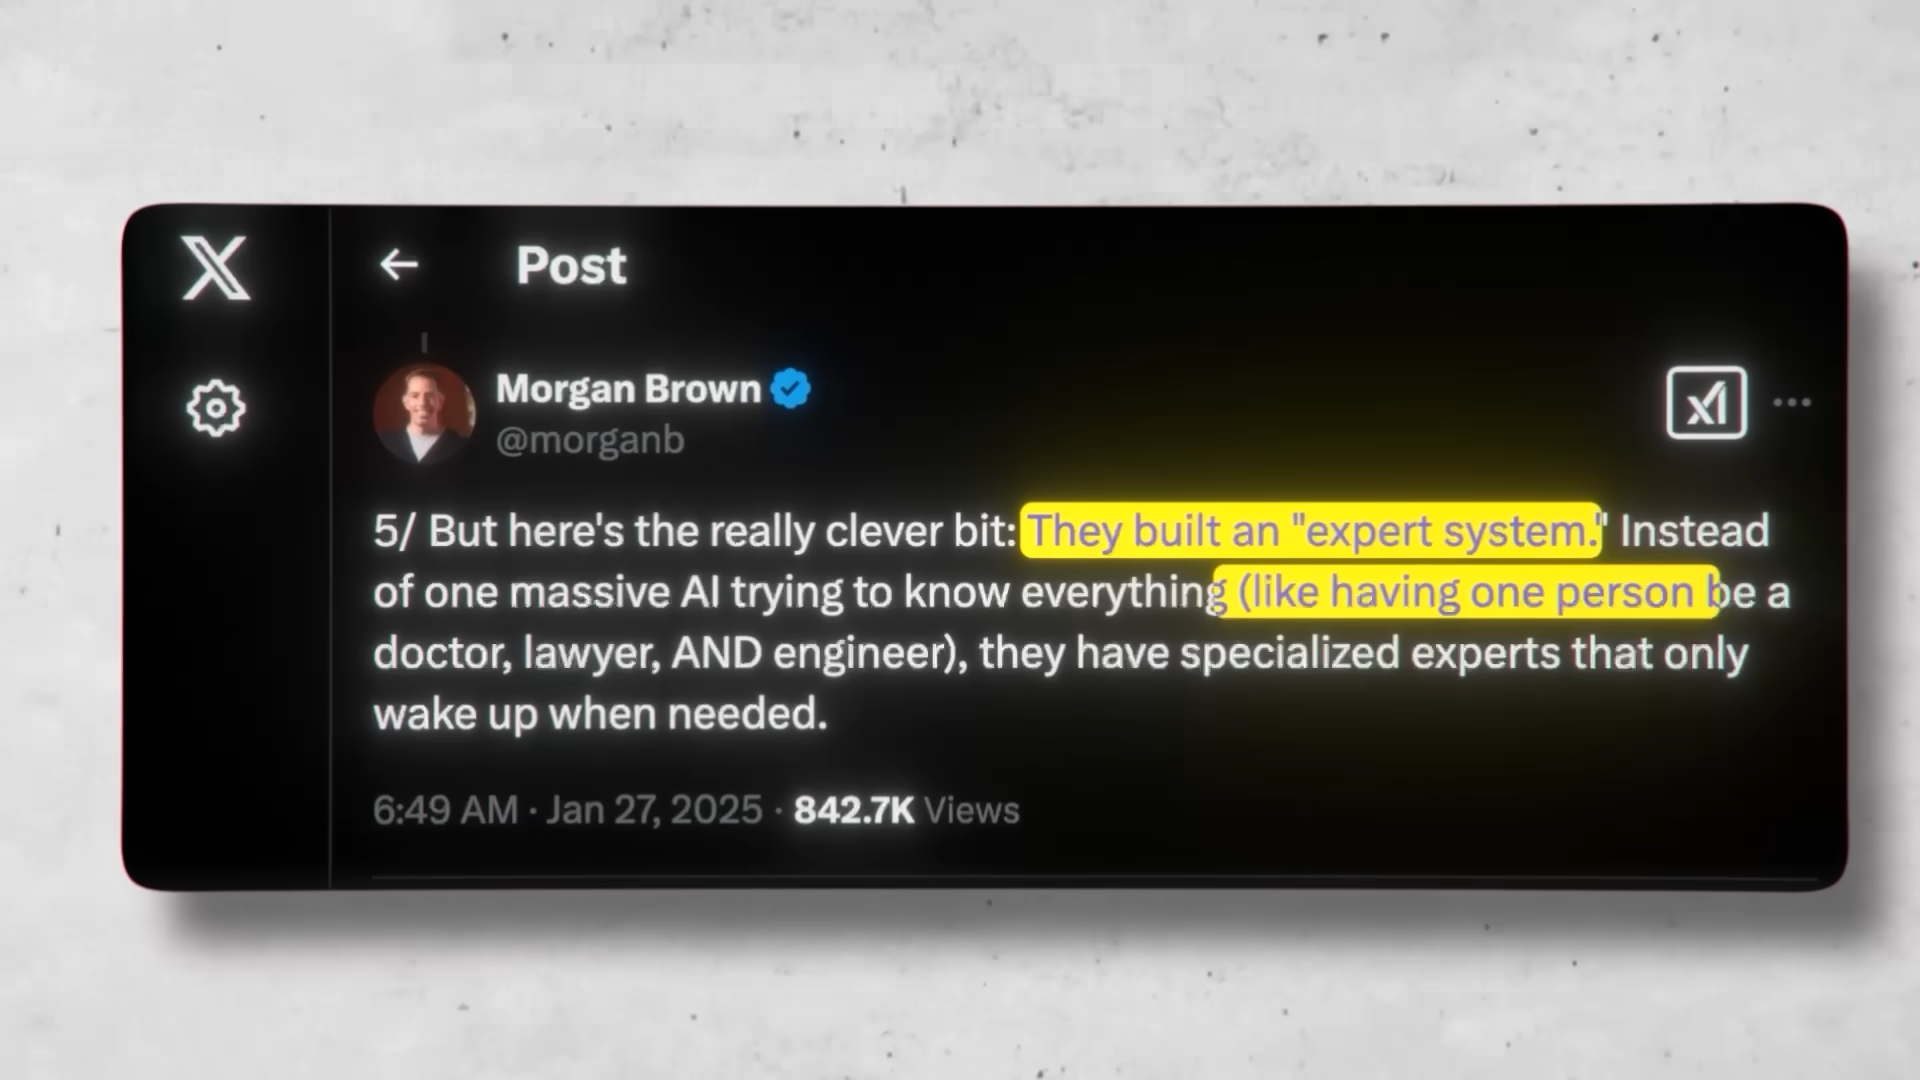 Post
Morgan Brown
@morganb
5/ But here's the really clever bit: They built an "expert system." Instead
of one massive AI trying to know everything (like having one person be a
doctor, lawyer, AND engineer), they have specialized experts that only
wake up when needed.
6:49 AM · Jan 27, 2025 · 842.7K Views